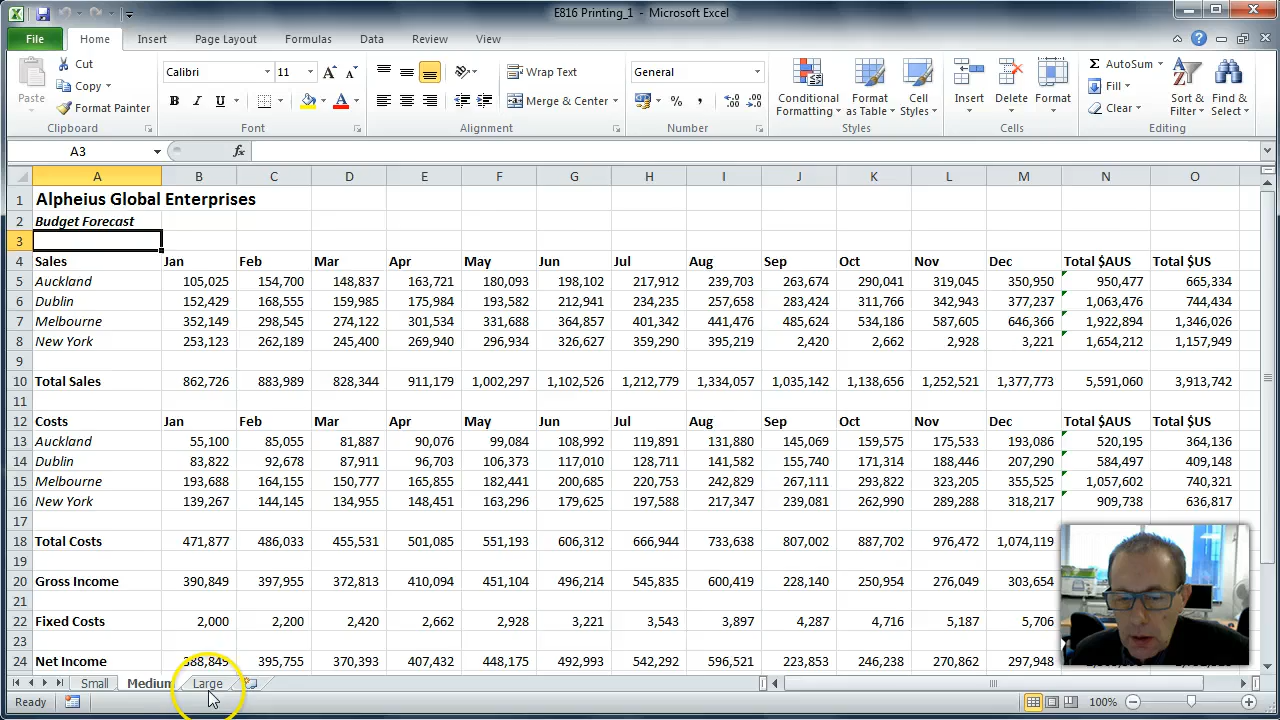 E816 Printing_1 - Microsoft Excel
File Home Insert Page Layout Formulas Data Review View
Paste Cut Copy Format Painter
Clipboard
Calibri 11
B I U A A A
Font
Wrap Text
Merge & Center
Alignment
General
% ,
Number
Conditional Formatting Format as Table Cell Styles
Styles
Insert Delete Format
Cells
Σ AutoSum Fill Clear Sort & Filter Find & Select
Editing
A3 fx
A B C D E F G H I J K L M N O
1 Alpheius Global Enterprises
2 Budget Forecast
3
4 Sales Jan Feb Mar Apr May Jun Jul Aug Sep Oct Nov Dec Total $AUS Total $US
5 Auckland 105,025 154,700 148,837 163,721 180,093 198,102 217,912 239,703 263,674 290,041 319,045 350,950 950,477 665,334
6 Dublin 152,429 168,555 159,985 175,984 193,582 212,941 234,235 257,658 283,424 311,766 342,943 377,237 1,063,476 744,434
7 Melbourne 352,149 298,545 274,122 301,534 331,688 364,857 401,342 441,476 485,624 534,186 587,605 646,366 1,922,894 1,346,026
8 New York 253,123 262,189 245,400 269,940 296,934 326,627 359,290 395,219 2,420 2,662 2,928 3,221 1,654,212 1,157,949
9
10 Total Sales 862,726 883,989 828,344 911,179 1,002,297 1,102,526 1,212,779 1,334,057 1,035,142 1,138,656 1,252,521 1,377,773 5,591,060 3,913,742
11
12 Costs Jan Feb Mar Apr May Jun Jul Aug Sep Oct Nov Dec Total $AUS Total $US
13 Auckland 55,100 85,055 81,887 90,076 99,084 108,992 119,891 131,880 145,069 159,575 175,533 193,086 520,195 364,136
14 Dublin 83,822 92,678 87,911 96,703 106,373 117,010 128,711 141,582 155,740 171,314 188,446 207,290 584,497 409,148
15 Melbourne 193,688 164,155 150,777 165,855 182,441 200,685 220,753 242,829 267,111 293,822 323,205 355,525 1,057,602 740,321
16 New York 139,267 144,145 134,955 148,451 163,296 179,625 197,588 217,347 239,081 262,990 289,288 318,217 909,738 636,817
17
18 Total Costs 471,877 486,033 455,531 501,085 551,193 606,312 666,944 733,638 807,002 887,702 976,472 1,074,119
19
20 Gross Income 390,849 397,955 372,813 410,094 451,104 496,214 545,835 600,419 228,140 250,954 276,049 303,654
21
22 Fixed Costs 2,000 2,200 2,420 2,662 2,928 3,221 3,543 3,897 4,287 4,716 5,187 5,706
23
24 Net Income 388,849 395,755 370,393 407,432 448,175 492,993 542,292 596,521 223,853 246,238 270,862 297,948
Small Medium Large
Ready 100%